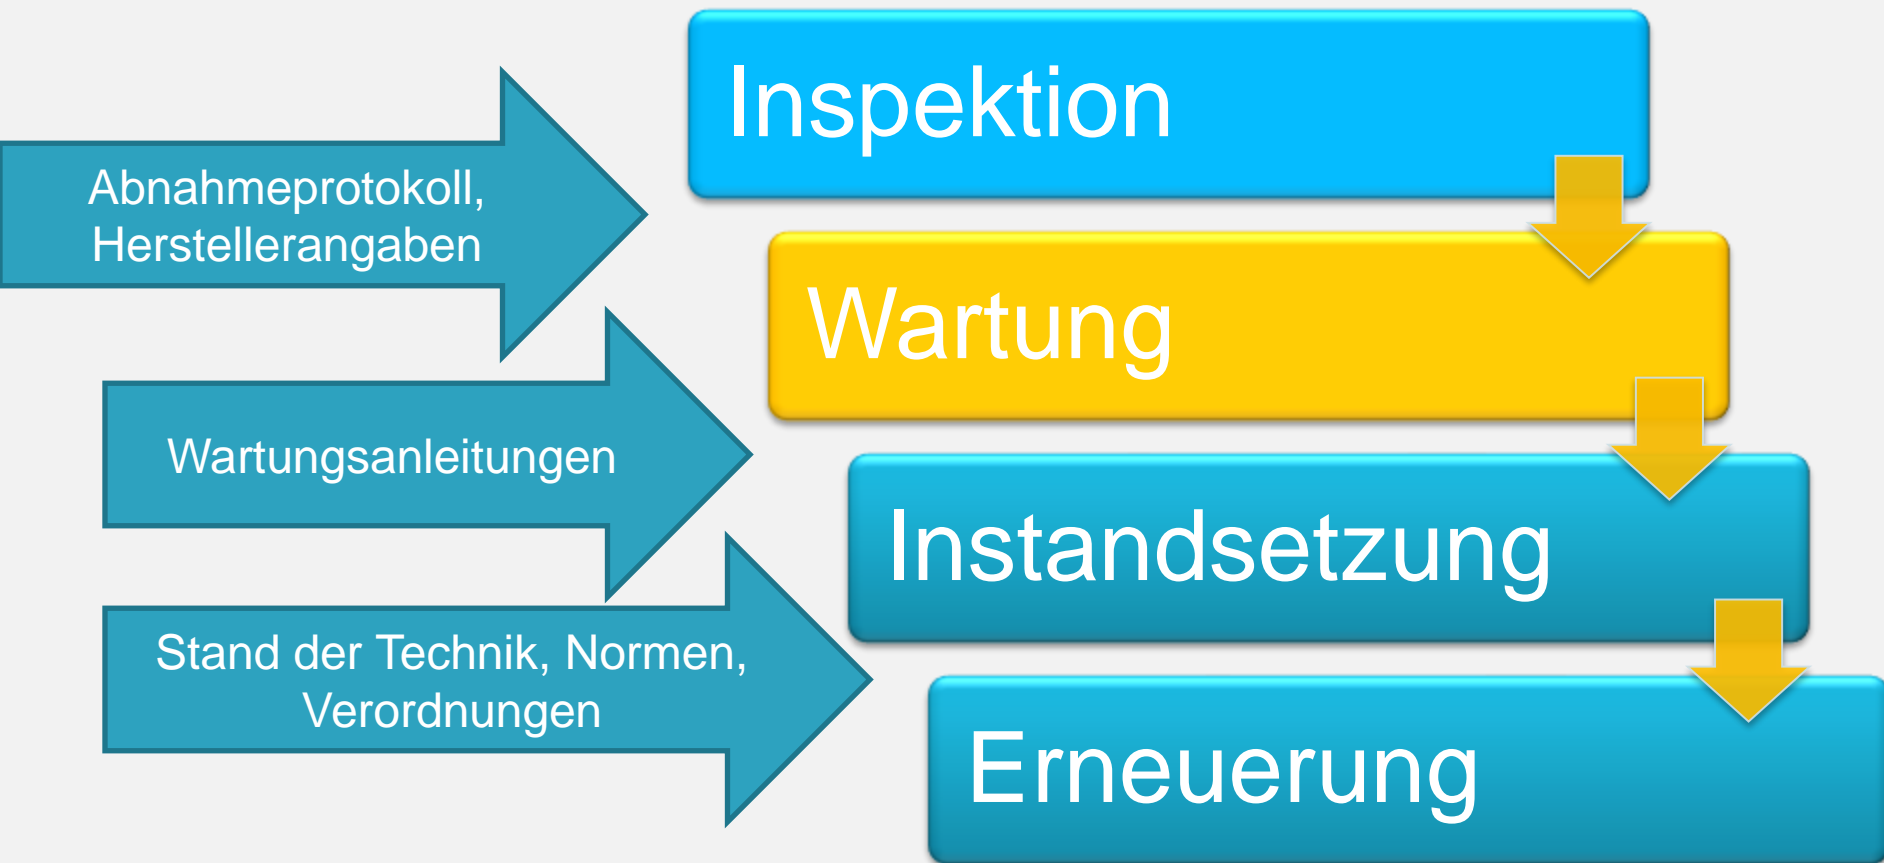 Inspektion
Abnahmeprotokoll,
Herstellerangaben
Wartung
Wartungsanleitungen
Instandsetzung
Stand der Technik, Normen,
Verordnungen
Erneuerung